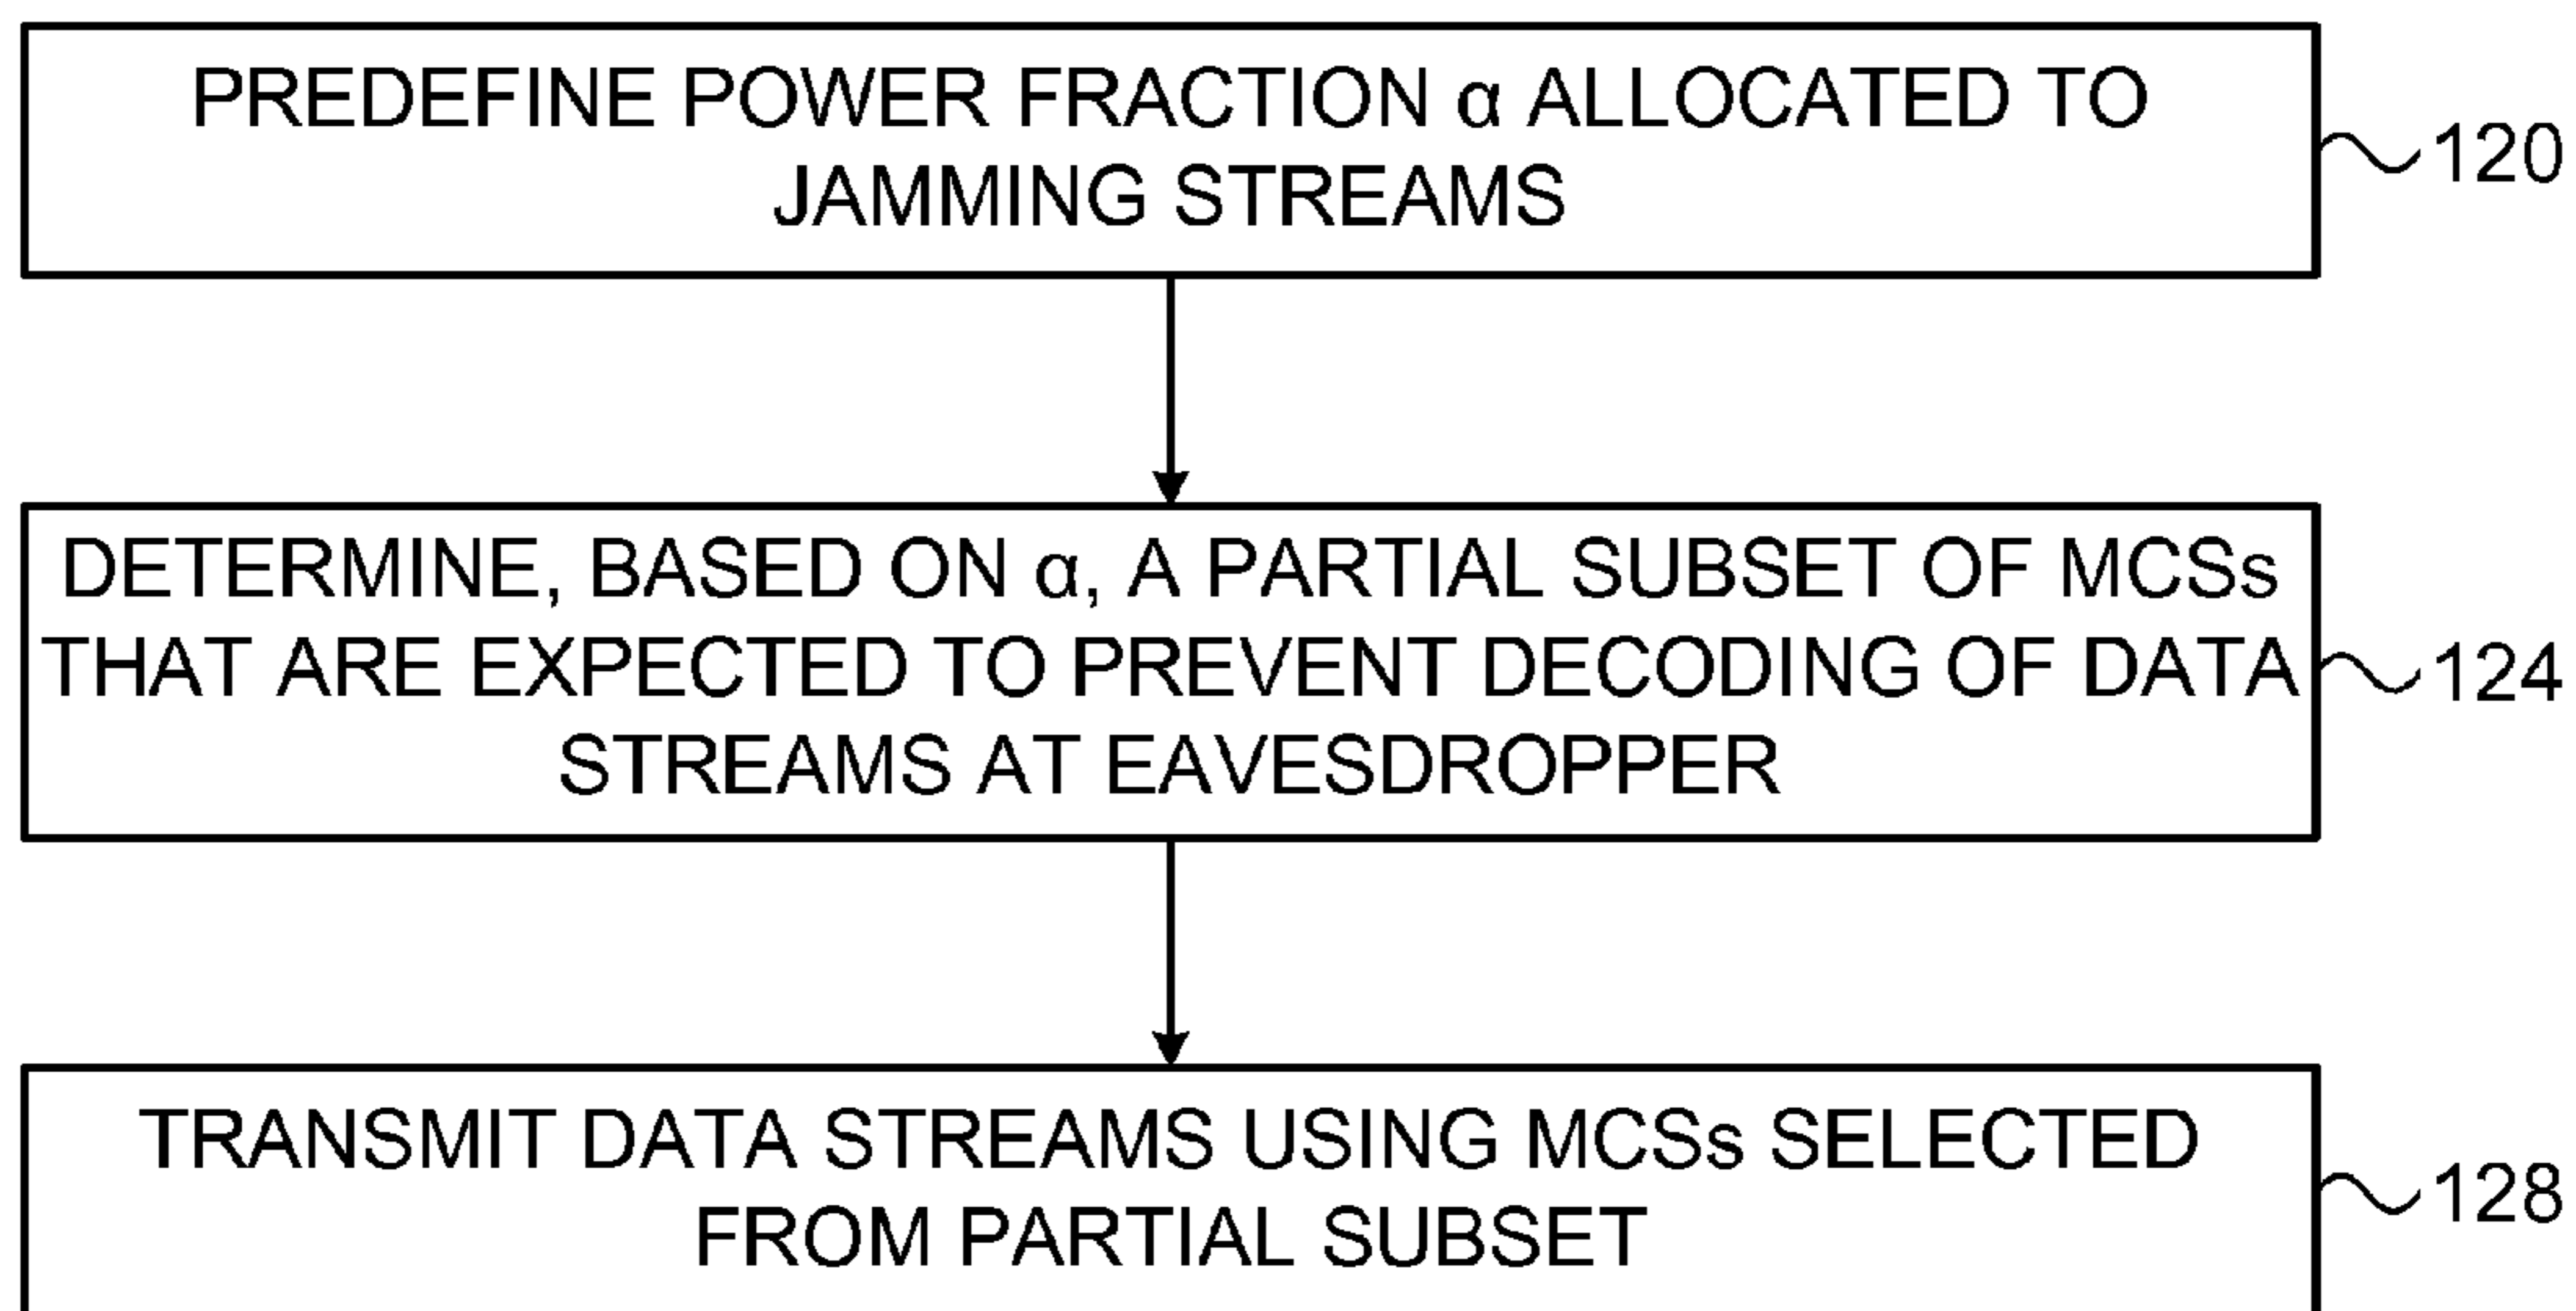 PREDEFINE POWER FRACTION α ALLOCATED TO
JAMMING STREAMS
120
DETERMINE, BASED ON α, A PARTIAL SUBSET OF MCSs
THAT ARE EXPECTED TO PREVENT DECODING OF DATA
STREAMS AT EAVESDROPPER
124
TRANSMIT DATA STREAMS USING MCSs SELECTED
FROM PARTIAL SUBSET
128